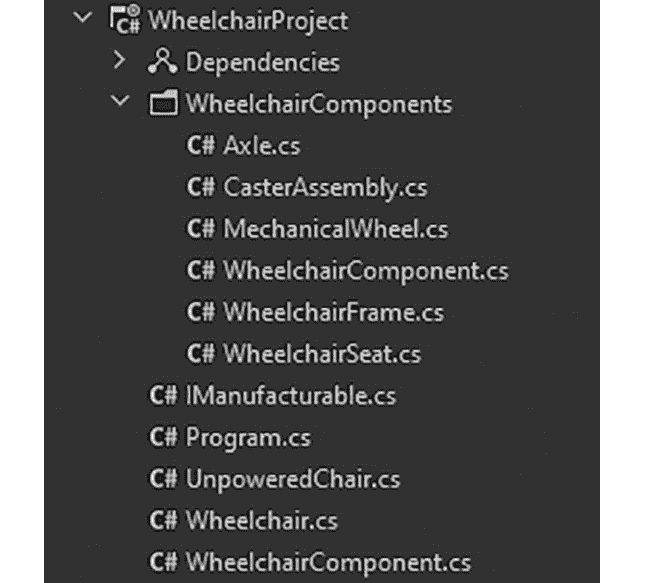 C# WheelchairProject
Dependencies
WheelchairComponents
C# Axle.cs
C# CasterAssembly.cs
C# MechanicalWheel.cs
C# WheelchairComponent.cs
C# WheelchairFrame.cs
C# WheelchairSeat.cs
C# IManufacturable.cs
C# Program.cs
C# UnpoweredChair.cs
C# Wheelchair.cs
C# WheelchairComponent.cs